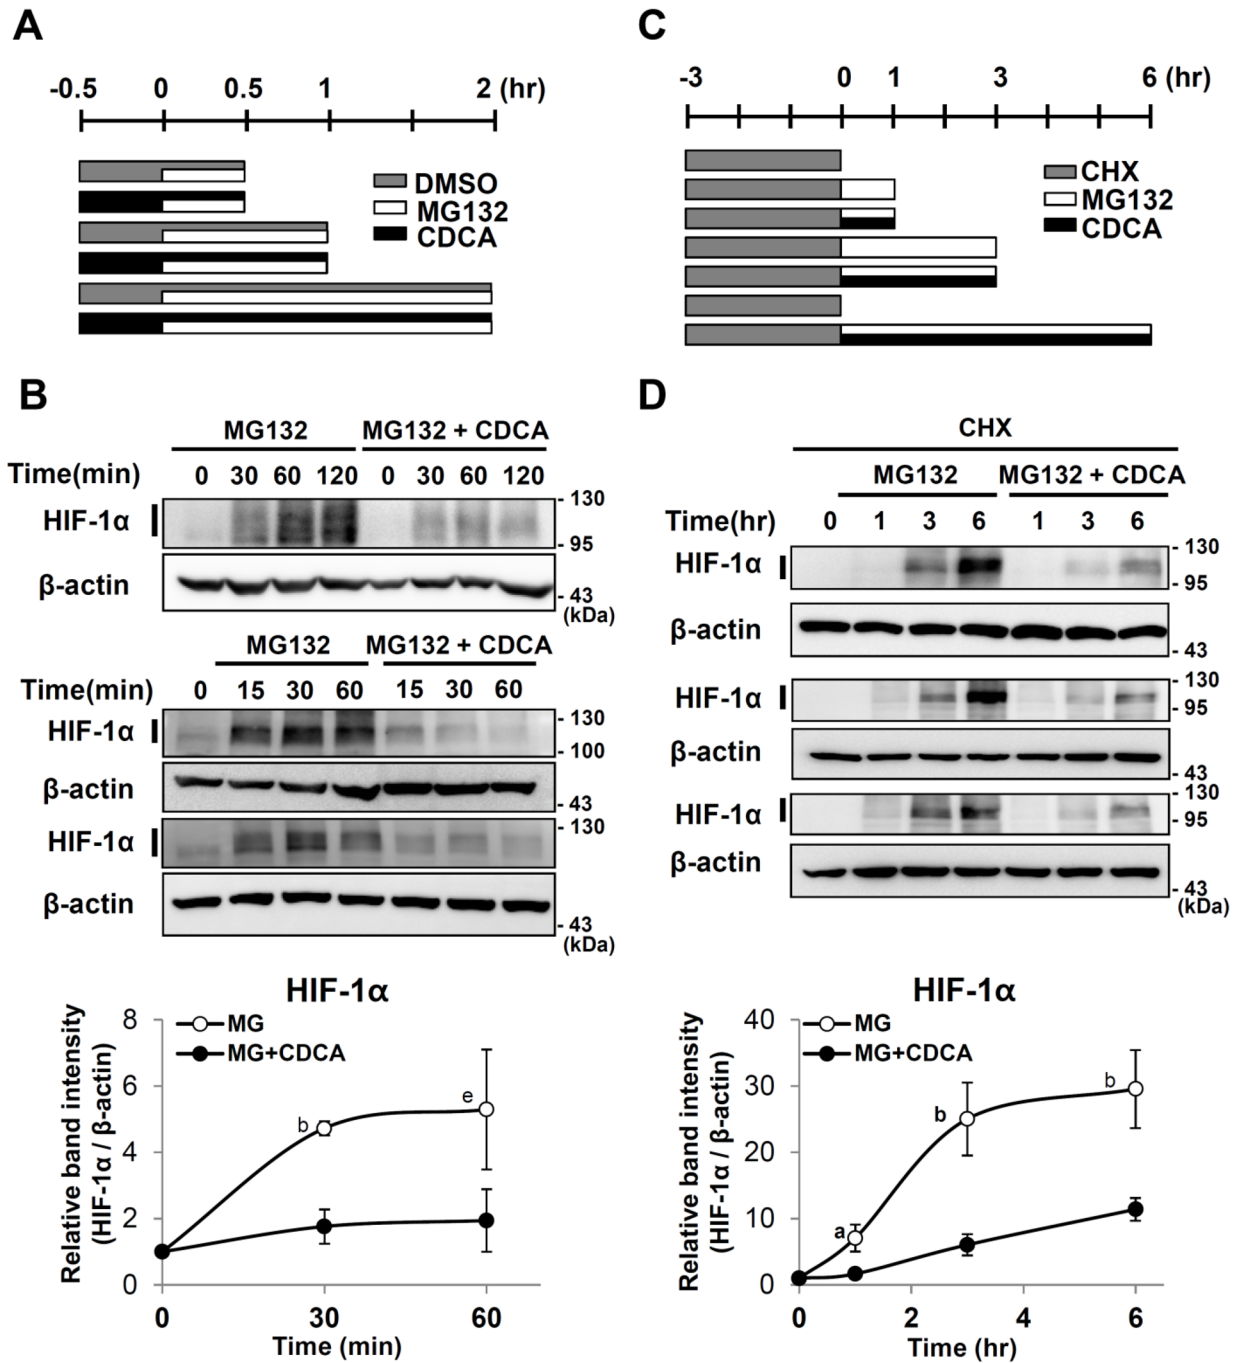 A
-0.5 0 0.5 1 2 (hr)
DMSO
MG132
CDCA
B
MG132 MG132 + CDCA
Time(min) 0 30 60 120 0 30 60 120
HIF-1α - 130
- 95
β-actin - 43
(kDa)
MG132 MG132 + CDCA
Time(min) 0 15 30 60 15 30 60
HIF-1α - 130
- 100
β-actin - 43
HIF-1α - 130
β-actin - 43
(kDa)
HIF-1α
Relative band intensity
(HIF-1α / β-actin)
8
6
4
2
0
MG
MG+CDCA
b
e
0 30 60
Time (min)
C
-3 0 1 3 6 (hr)
CHX
MG132
CDCA
D
CHX
MG132 MG132 + CDCA
Time(hr) 0 1 3 6 1 3 6
HIF-1α - 130
- 95
β-actin - 43
HIF-1α - 130
- 95
β-actin - 43
HIF-1α - 130
- 95
β-actin - 43
(kDa)
HIF-1α
Relative band intensity
(HIF-1α / β-actin)
40
30
20
10
0
MG
MG+CDCA
a
b
b
0 2 4 6
Time (hr)